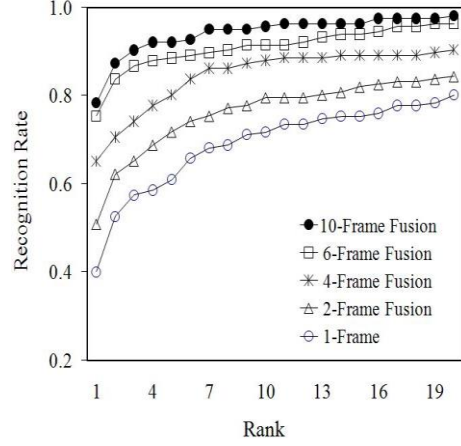 1.0
0.8
0.6
0.4
0.2
Recognition Rate
10-Frame Fusion
6-Frame Fusion
4-Frame Fusion
2-Frame Fusion
1-Frame
1 4 7 10 13 16 19
Rank